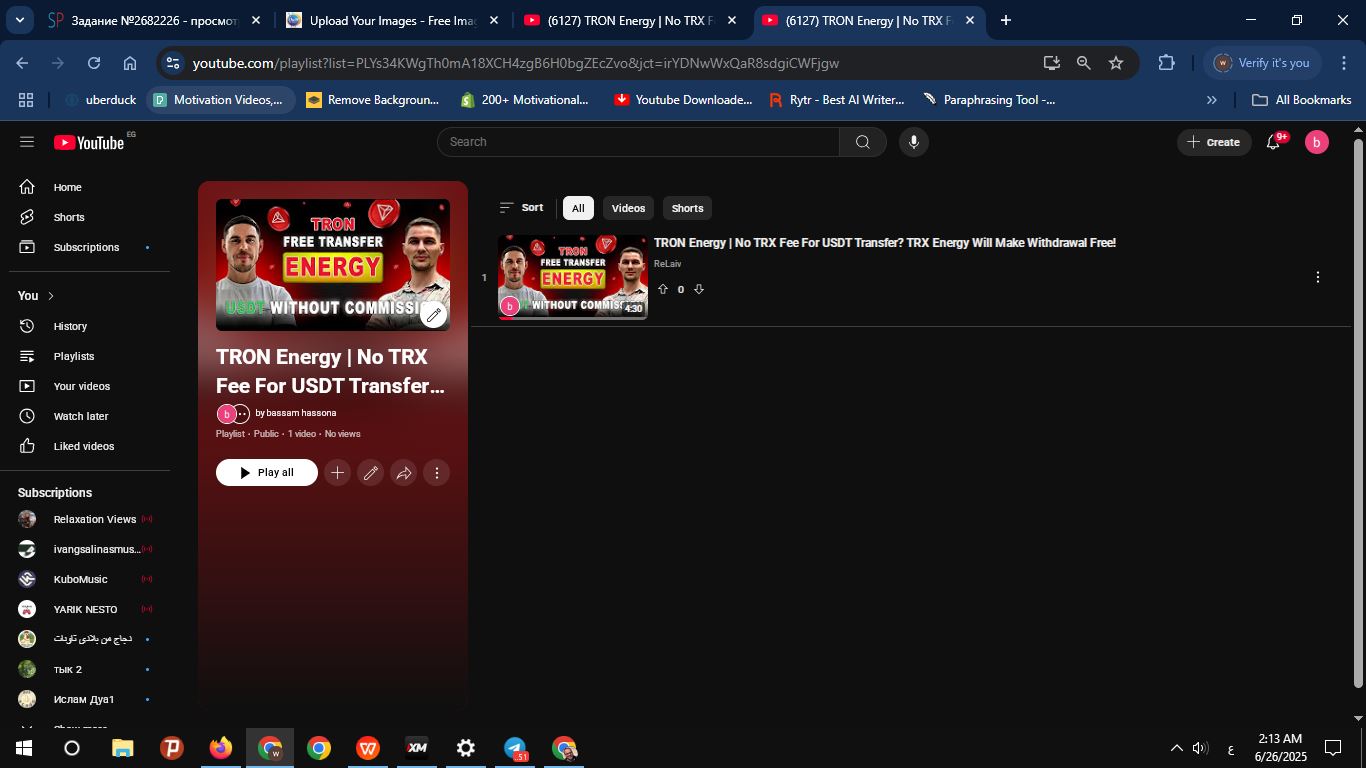 Задание №2682226 - просмотр
Upload Your Images - Free Imag
(6127) TRON Energy | No TRX F
(6127) TRON Energy | No TRX F
youtube.com/playlist?list=PLYs34KWgTh0mA18XCH4zgB6H0bgZEcZvo&jct=irYDNwWxQaR8sdgiCWFjgw
Verify it's you
uberduck
Motivation Videos,...
Remove Backgroun...
200+ Motivational...
Youtube Downloade...
Rytr - Best AI Writer...
Paraphrasing Tool -...
All Bookmarks
YouTube EG
Search
Create
9+
b
Home
Shorts
Subscriptions
You
History
Playlists
Your videos
Watch later
Liked videos
Subscriptions
Relaxation Views
ivangsalinasmus...
KuboMusic
YARIK NESTO
دجاج من بلادي تاونات
тык 2
Ислам Дуа1
TRON
FREE TRANSFER
ENERGY
USDT WITHOUT COMMISSI
TRON Energy | No TRX
Fee For USDT Transfer...
b
by bassam hassona
Playlist • Public • 1 video • No views
Play all
Sort
All
Videos
Shorts
1
TRON
FREE TRANSFER
ENERGY
WITHOUT COMMISS
b
4:30
TRON Energy | No TRX Fee For USDT Transfer? TRX Energy Will Make Withdrawal Free!
ReLaiv
0
XM
51
ع
2:13 AM
6/26/2025